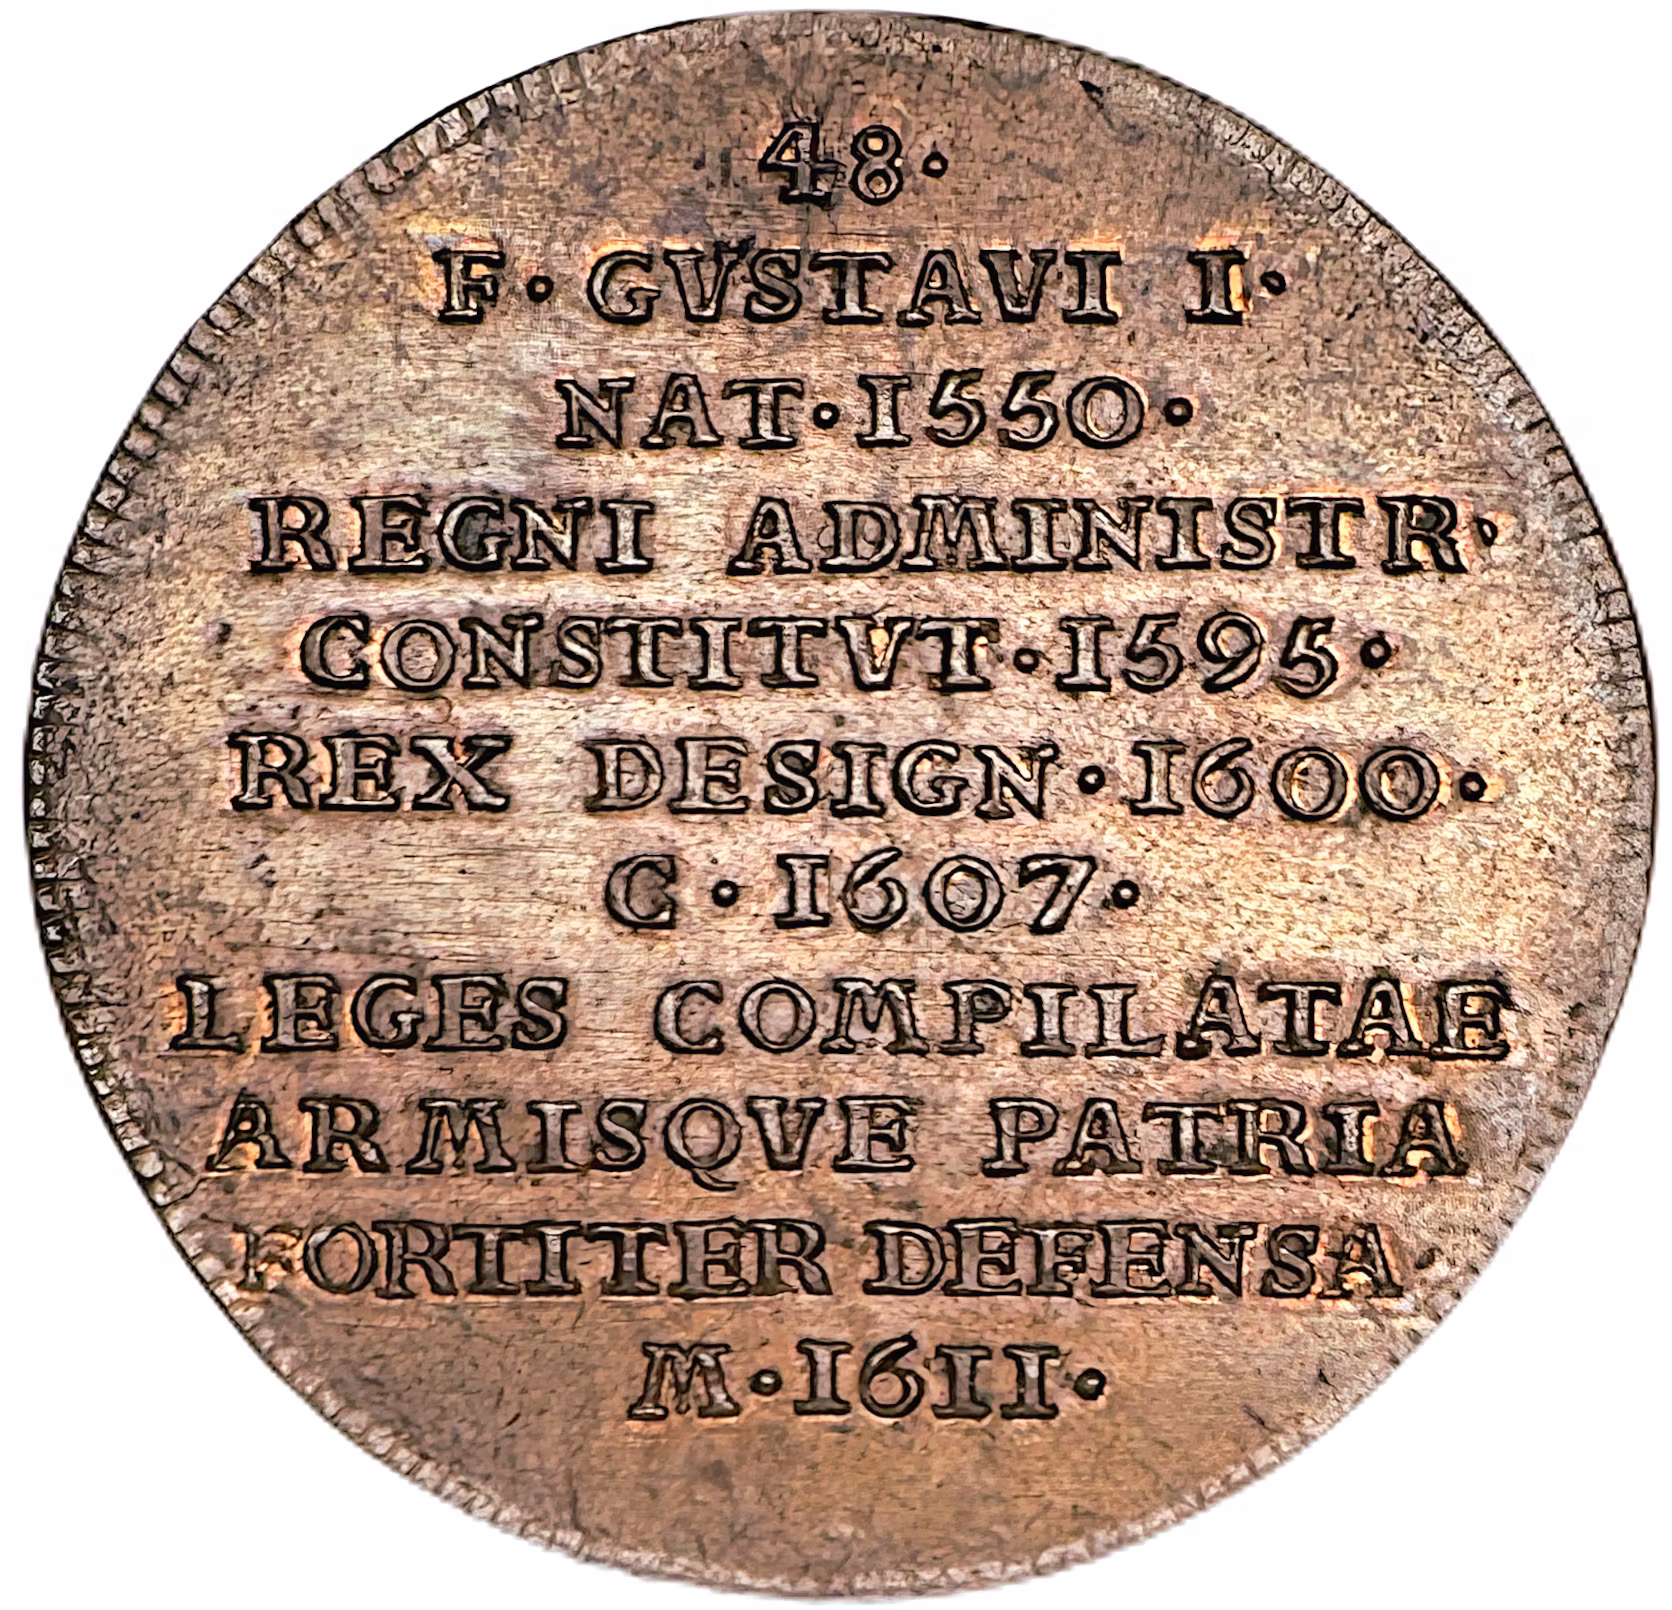 48.
F· GVSTAVI I·
NAT·1550·
REGNI ADMINISTR·
CONSTITVT·1595·
REX DESIGN·1600·
C·1607·
LEGES COMPILATAE
ARMISQVE PATRIA
FORTITER DEFENSA·
M·1611·